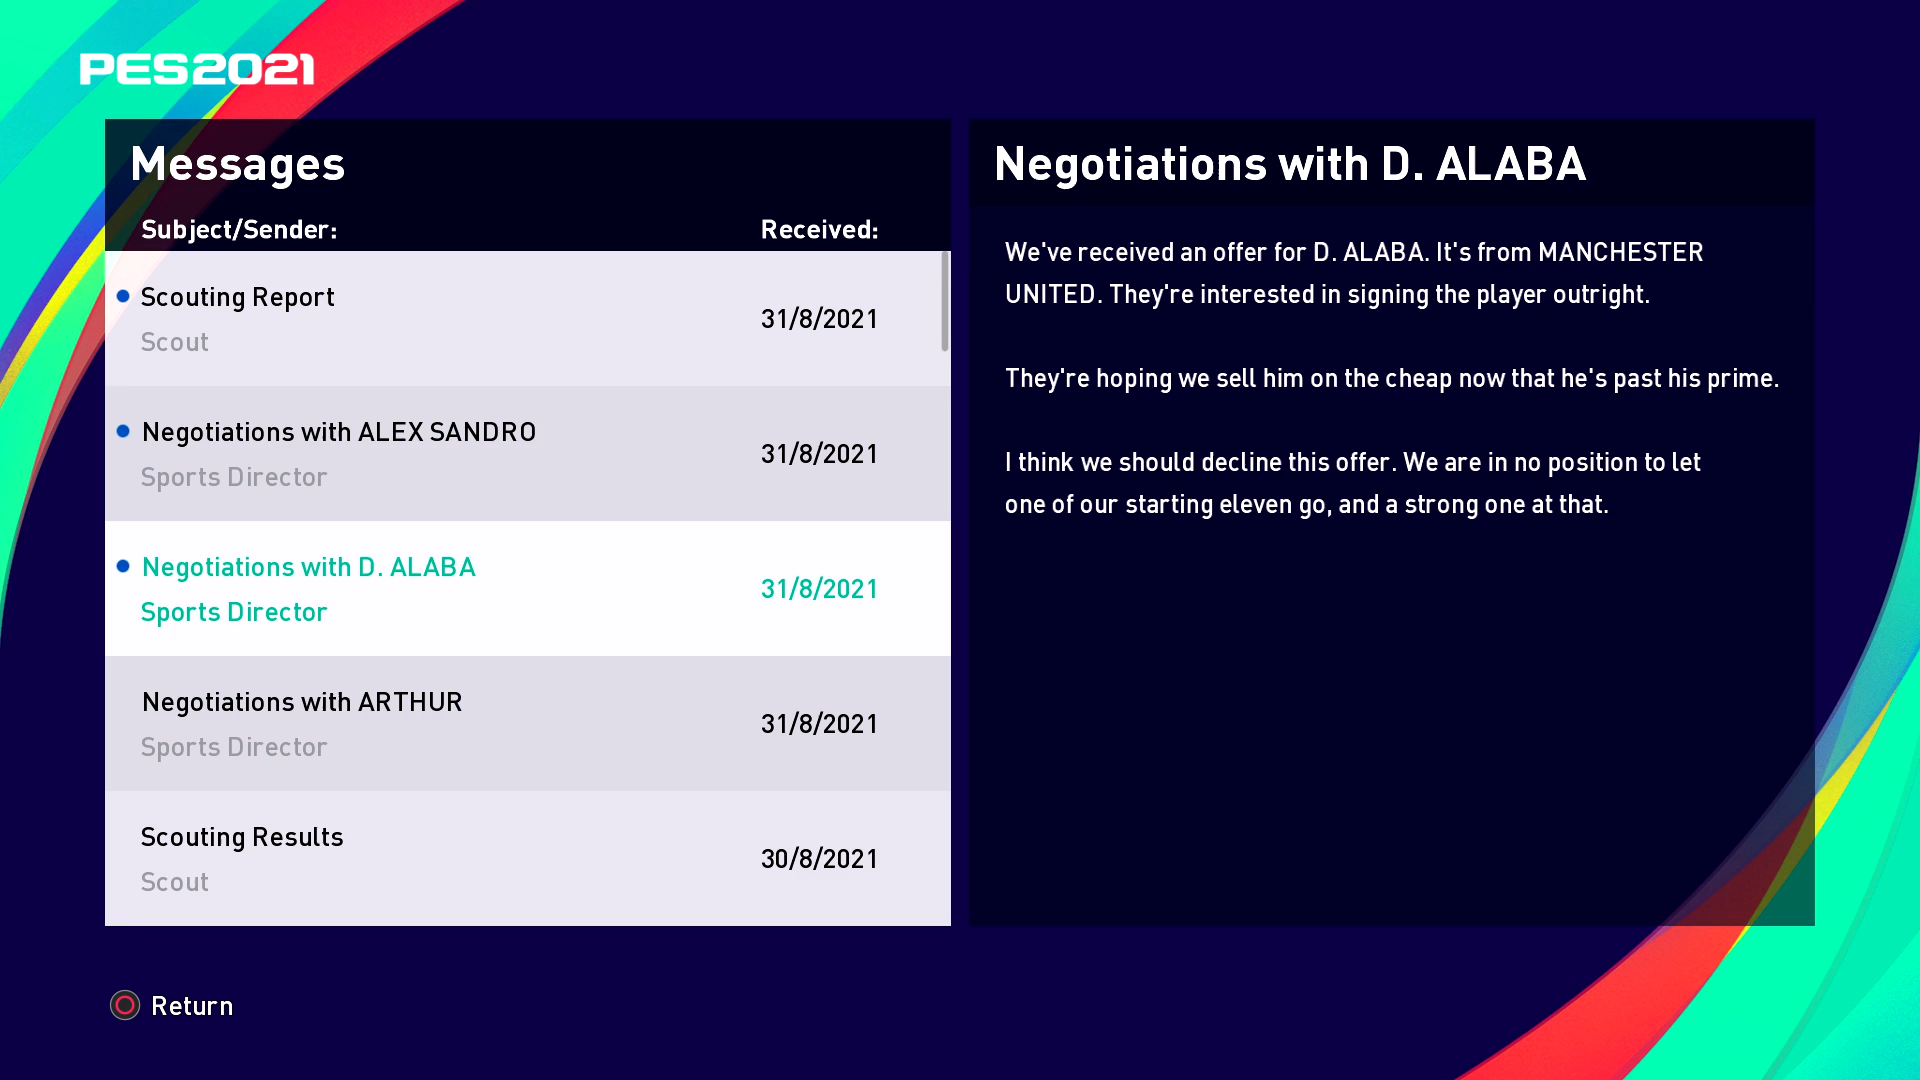 PES2021
Messages
Subject/Sender: Received:
Scouting Report
Scout
31/8/2021
Negotiations with ALEX SANDRO
Sports Director
31/8/2021
Negotiations with D. ALABA
Sports Director
31/8/2021
Negotiations with ARTHUR
Sports Director
31/8/2021
Scouting Results
Scout
30/8/2021
Negotiations with D. ALABA
We've received an offer for D. ALABA. It's from MANCHESTER
UNITED. They're interested in signing the player outright.
They're hoping we sell him on the cheap now that he's past his prime.
I think we should decline this offer. We are in no position to let
one of our starting eleven go, and a strong one at that.
Return